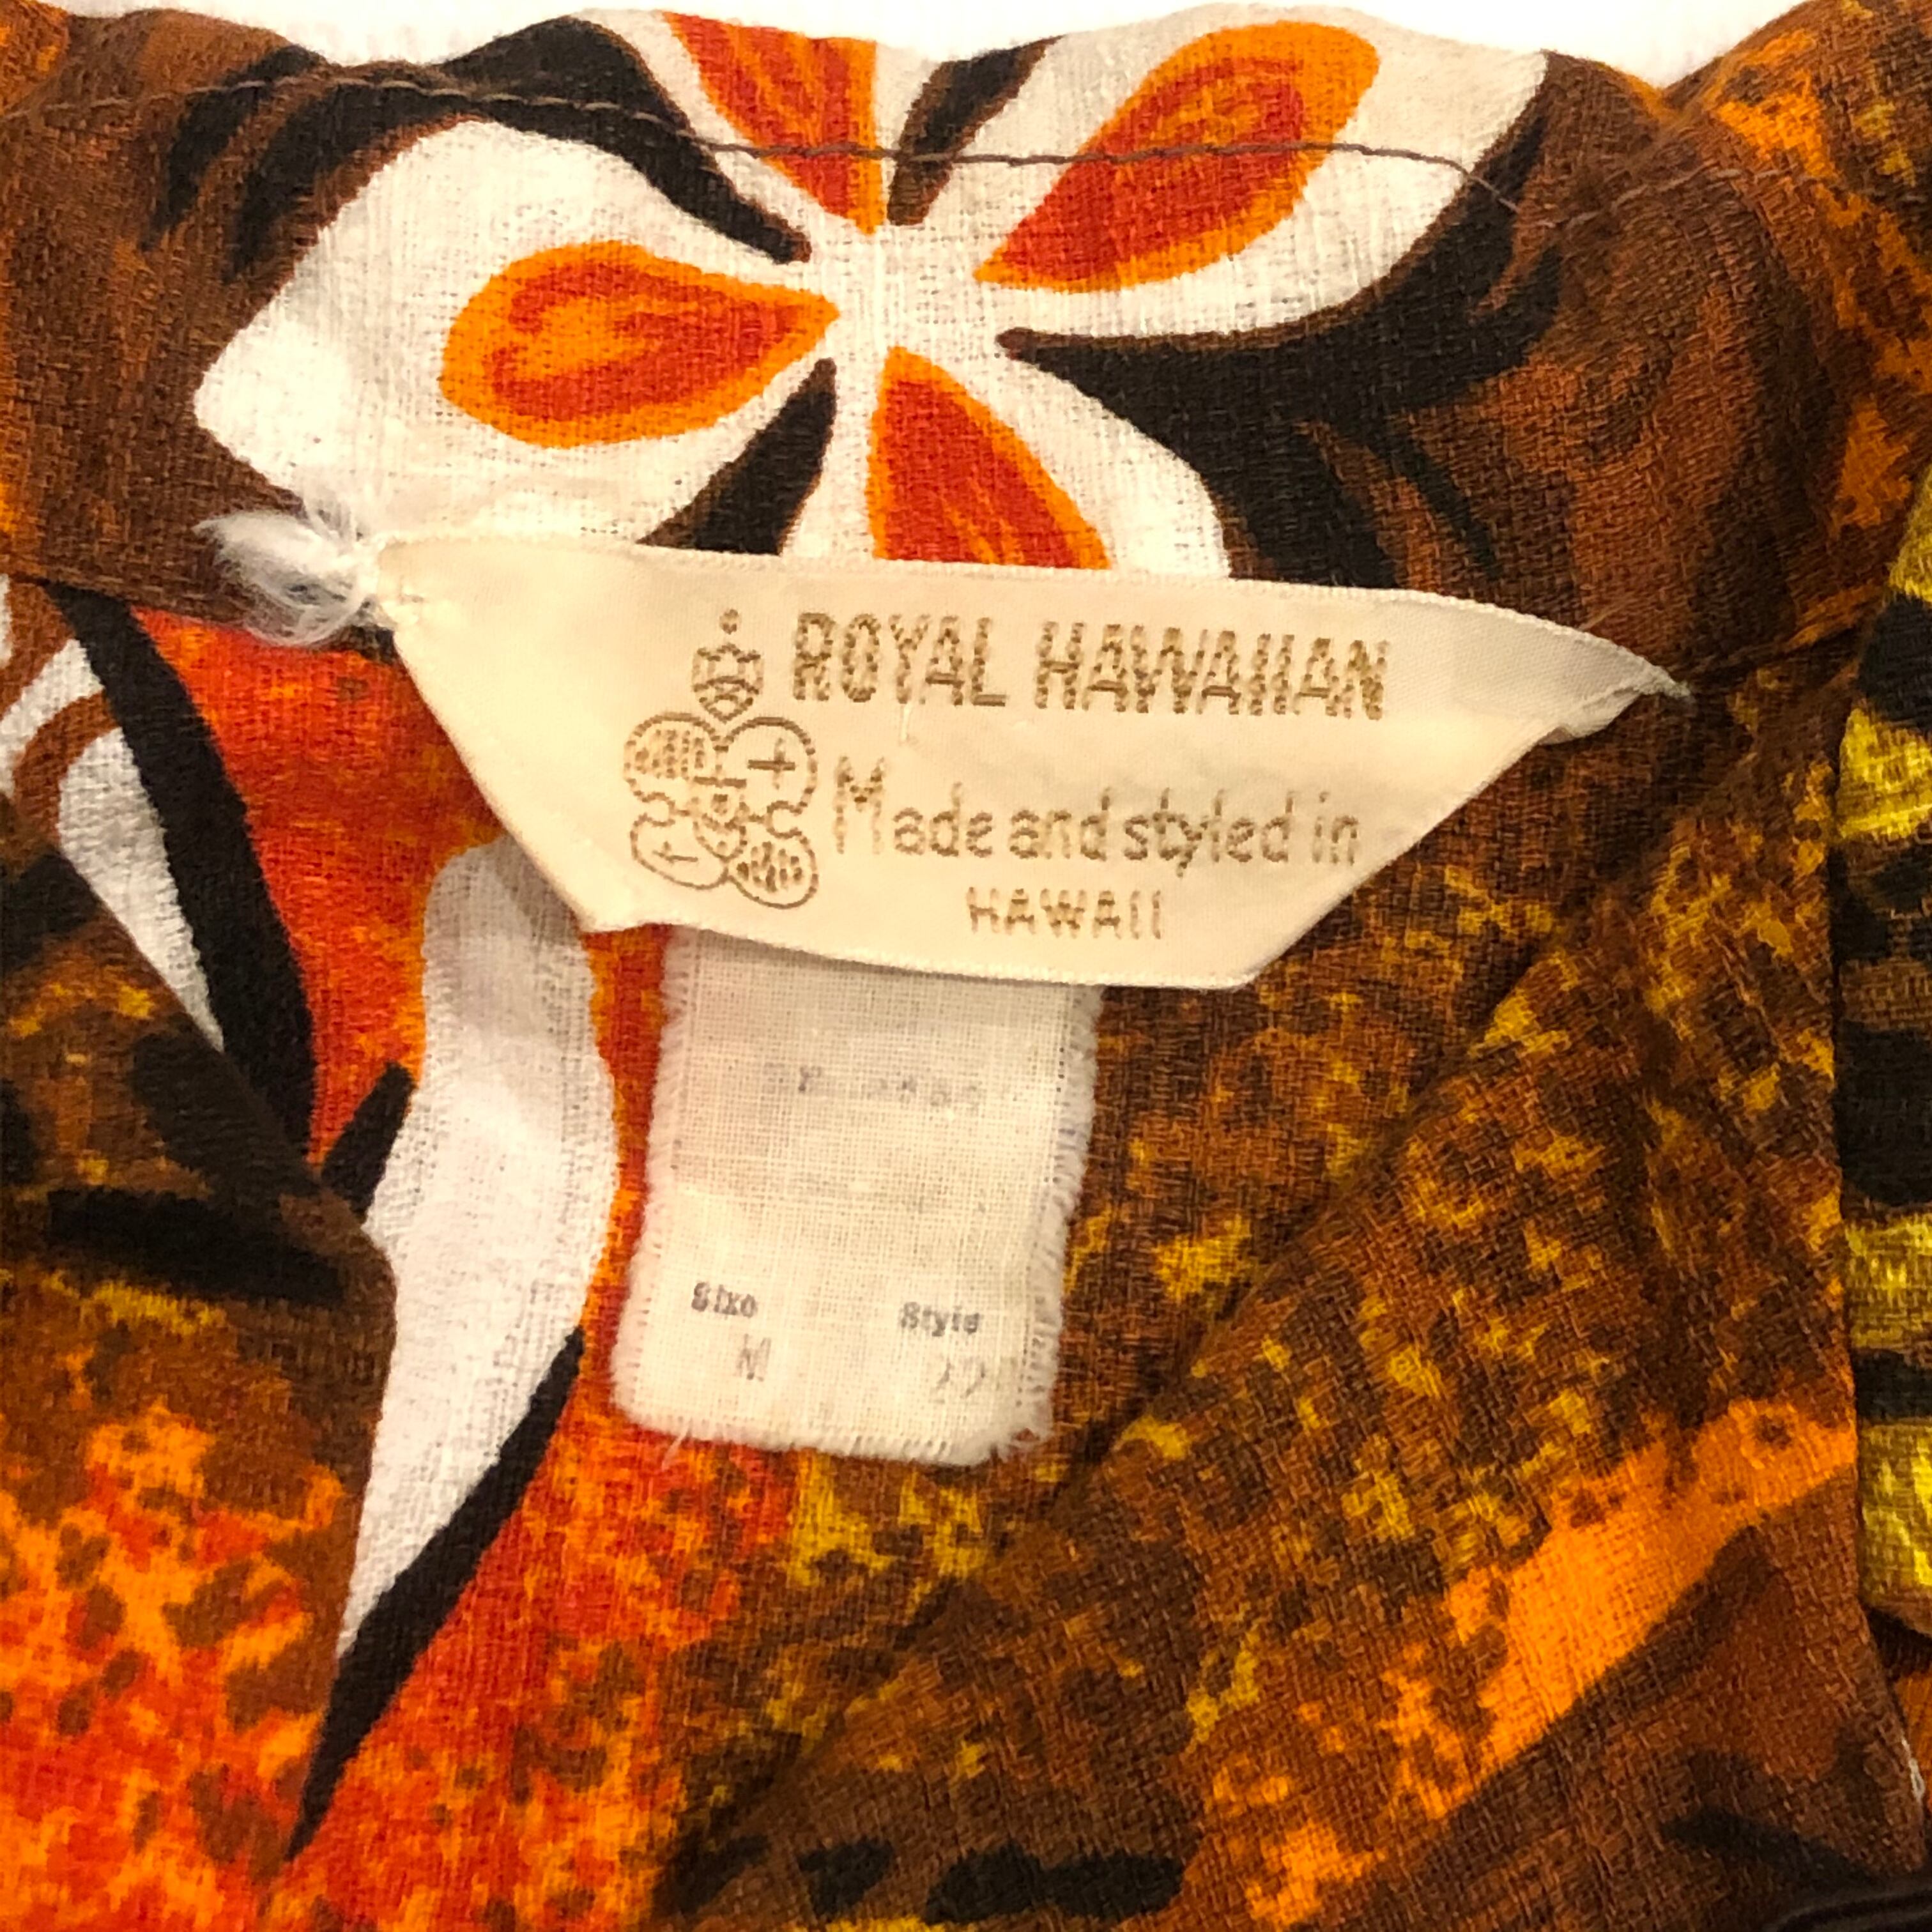 ROYAL HAWAIIAN
Made and styled in
HAWAII
Size Style
M